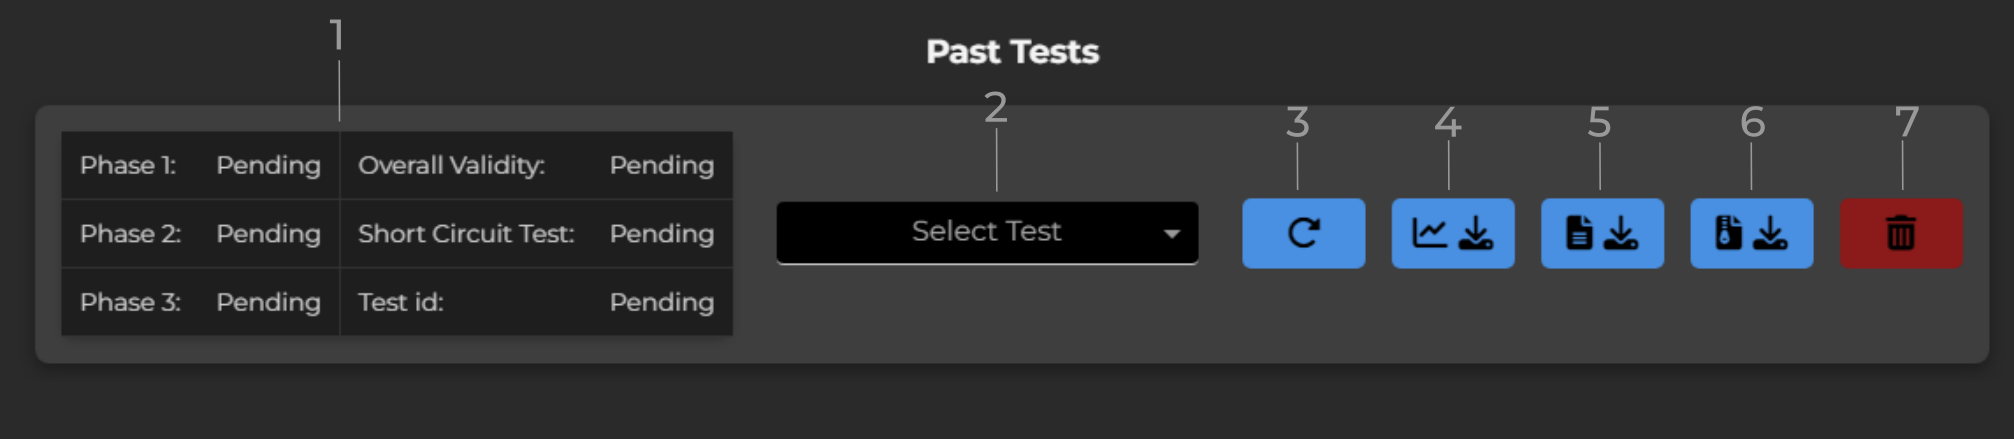 1
Past Tests
2
3 4 5 6 7
Phase 1: Pending Overall Validity: Pending
Phase 2: Pending Short Circuit Test: Pending
Select Test
Phase 3: Pending Test id: Pending